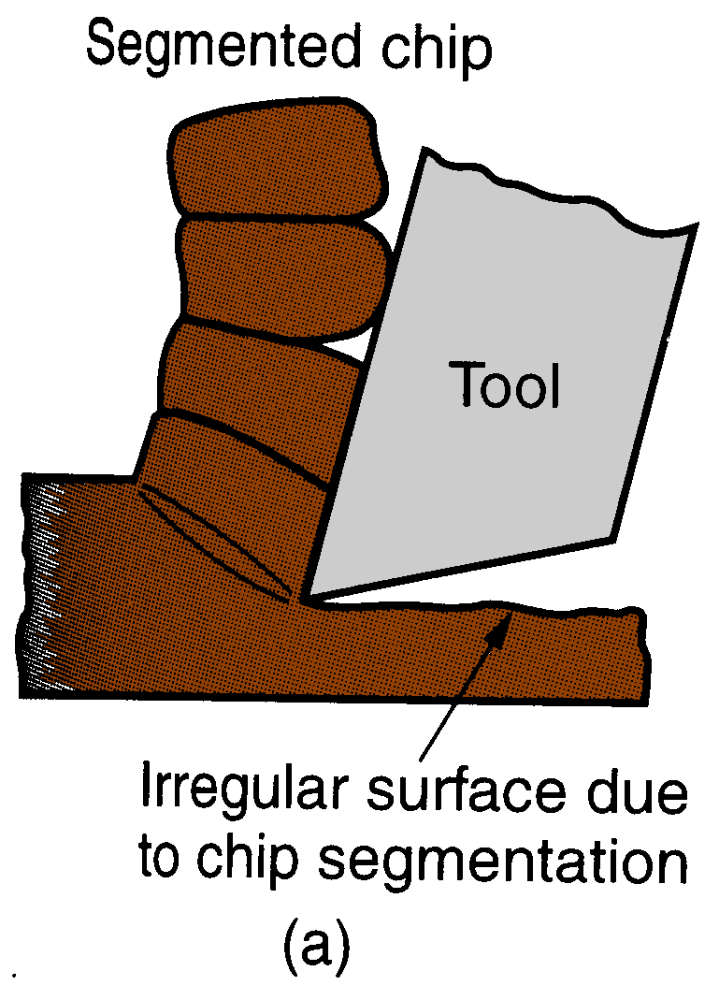 Segmented chip
Tool
Irregular surface due
to chip segmentation
(a)